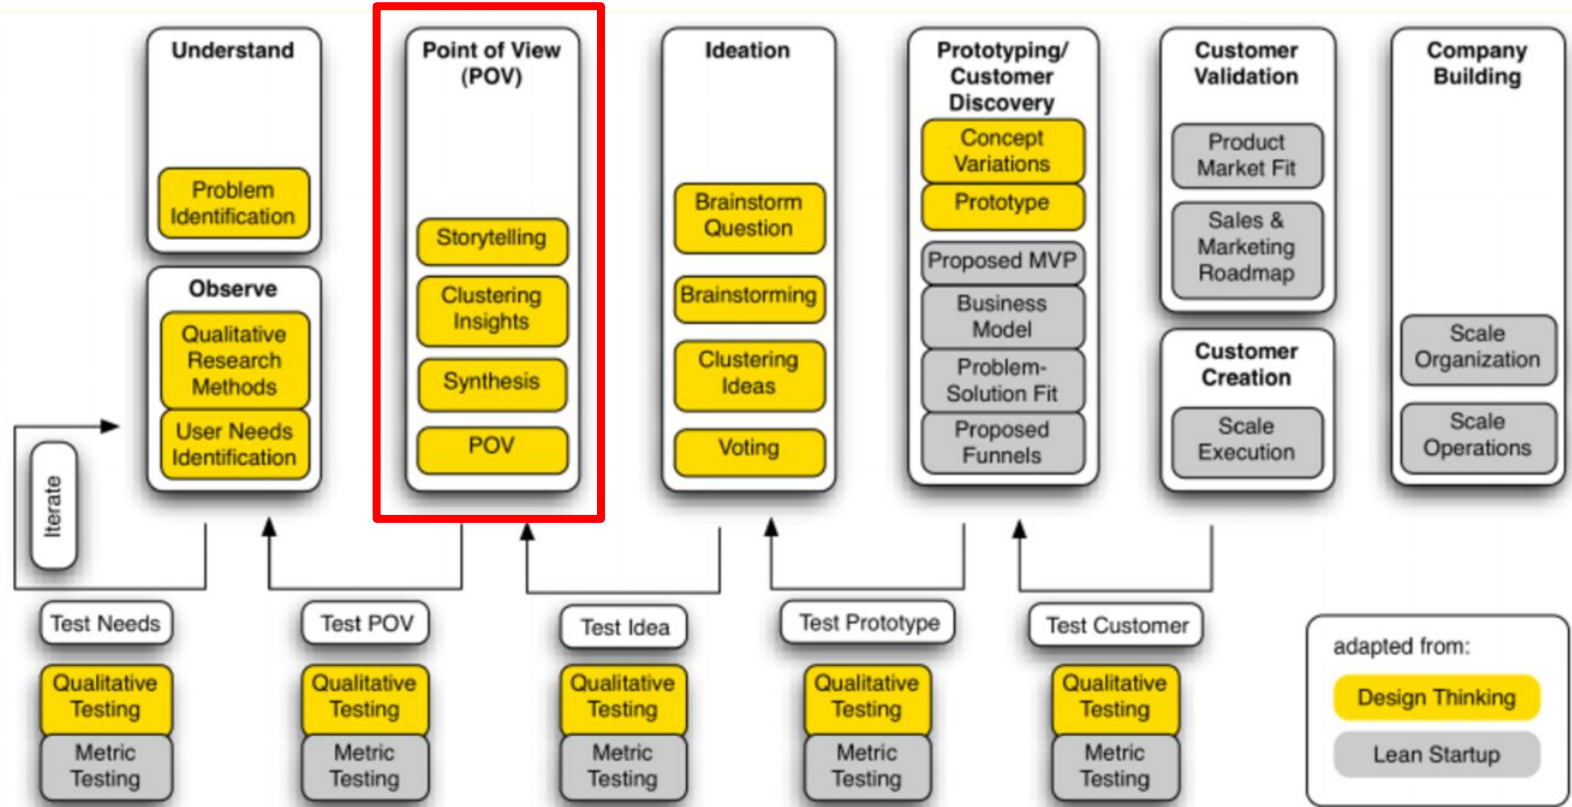 Understand
Problem
Identification
Observe
Qualitative
Research
Methods
User Needs
Identification
Point of View
(POV)
Storytelling
Clustering
Insights
Synthesis
POV
Ideation
Brainstorm
Question
Brainstorming
Clustering
Ideas
Voting
Prototyping/
Customer
Discovery
Concept
Variations
Prototype
Proposed MVP
Business
Model
Problem-
Solution Fit
Proposed
Funnels
Customer
Validation
Product
Market Fit
Sales &
Marketing
Roadmap
Customer
Creation
Scale
Execution
Company
Building
Scale
Organization
Scale
Operations
Iterate
Test Needs
Qualitative
Testing
Metric
Testing
Test POV
Qualitative
Testing
Metric
Testing
Test Idea
Qualitative
Testing
Metric
Testing
Test Prototype
Qualitative
Testing
Metric
Testing
Test Customer
Qualitative
Testing
Metric
Testing
adapted from:
Design Thinking
Lean Startup